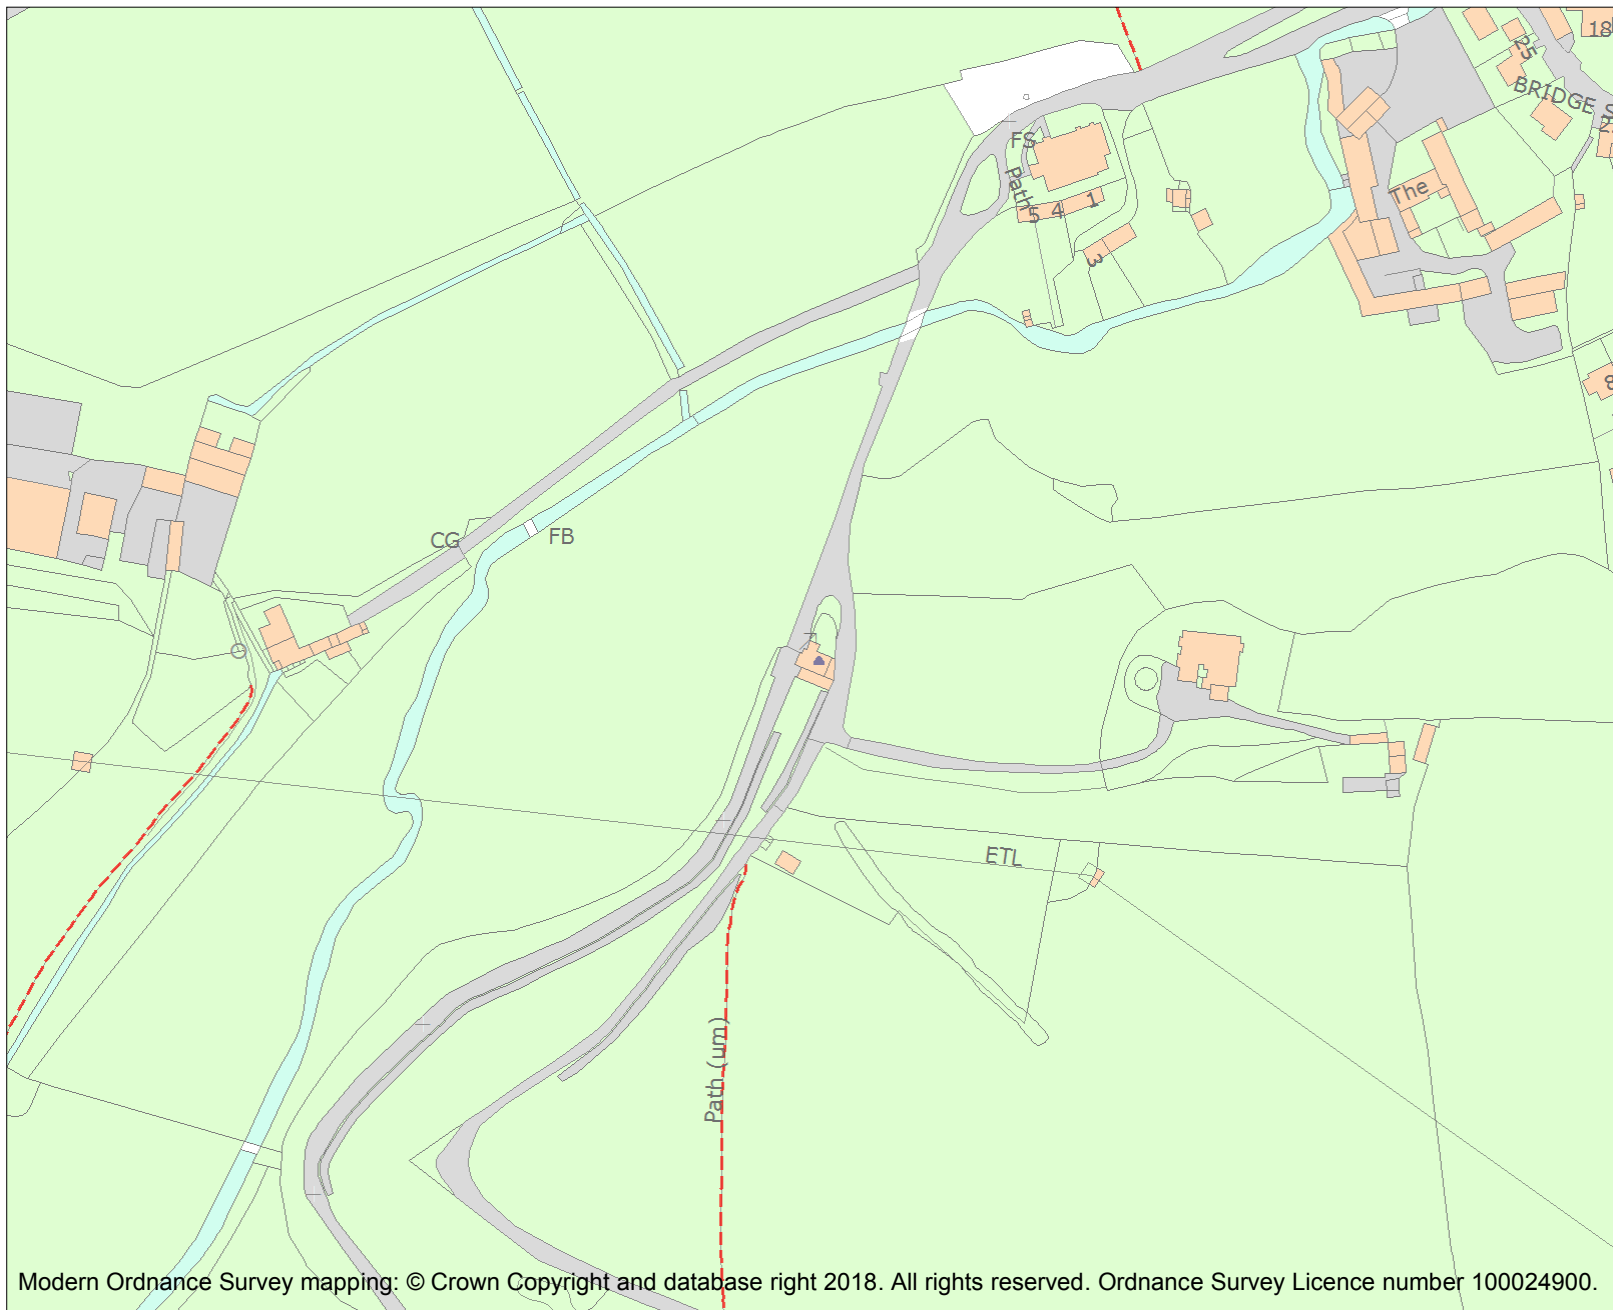 18
25
BRIDGE S
FS
Path
The
5 4 1
3
8
CG
FB
ETL
Path (um)
Modern Ordnance Survey mapping: © Crown Copyright and database right 2018. All rights reserved. Ordnance Survey Licence number 100024900.